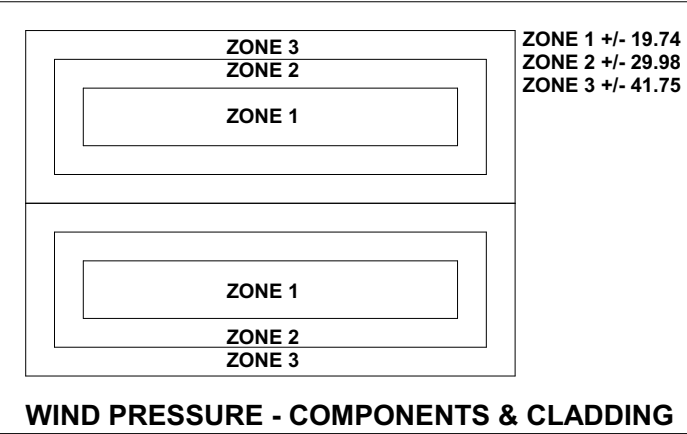 ZONE 3
ZONE 2
ZONE 1
ZONE 1 +/- 19.74
ZONE 2 +/- 29.98
ZONE 3 +/- 41.75
ZONE 1
ZONE 2
ZONE 3
WIND PRESSURE - COMPONENTS & CLADDING